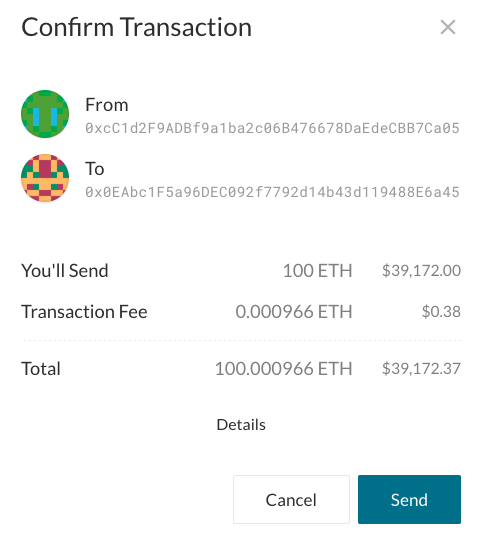 Confirm Transaction
From
0xcC1d2F9ADBf9a1ba2c06B476678DaEdeCBB7Ca05
To
0x0EAbc1F5a96DEC092f7792d14b43d119488E6a45
You'll Send 100 ETH $39,172.00
Transaction Fee 0.000966 ETH $0.38
Total 100.000966 ETH $39,172.37
Details
Cancel Send